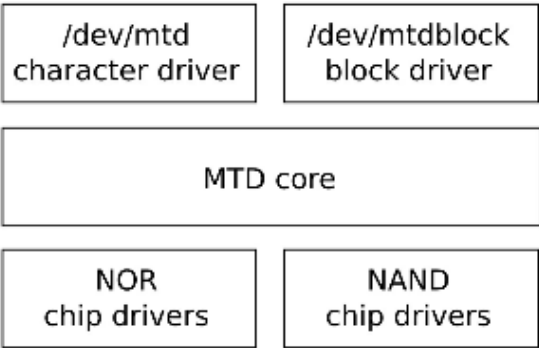 /dev/mtd
character driver
/dev/mtdblock
block driver
MTD core
NOR
chip drivers
NAND
chip drivers